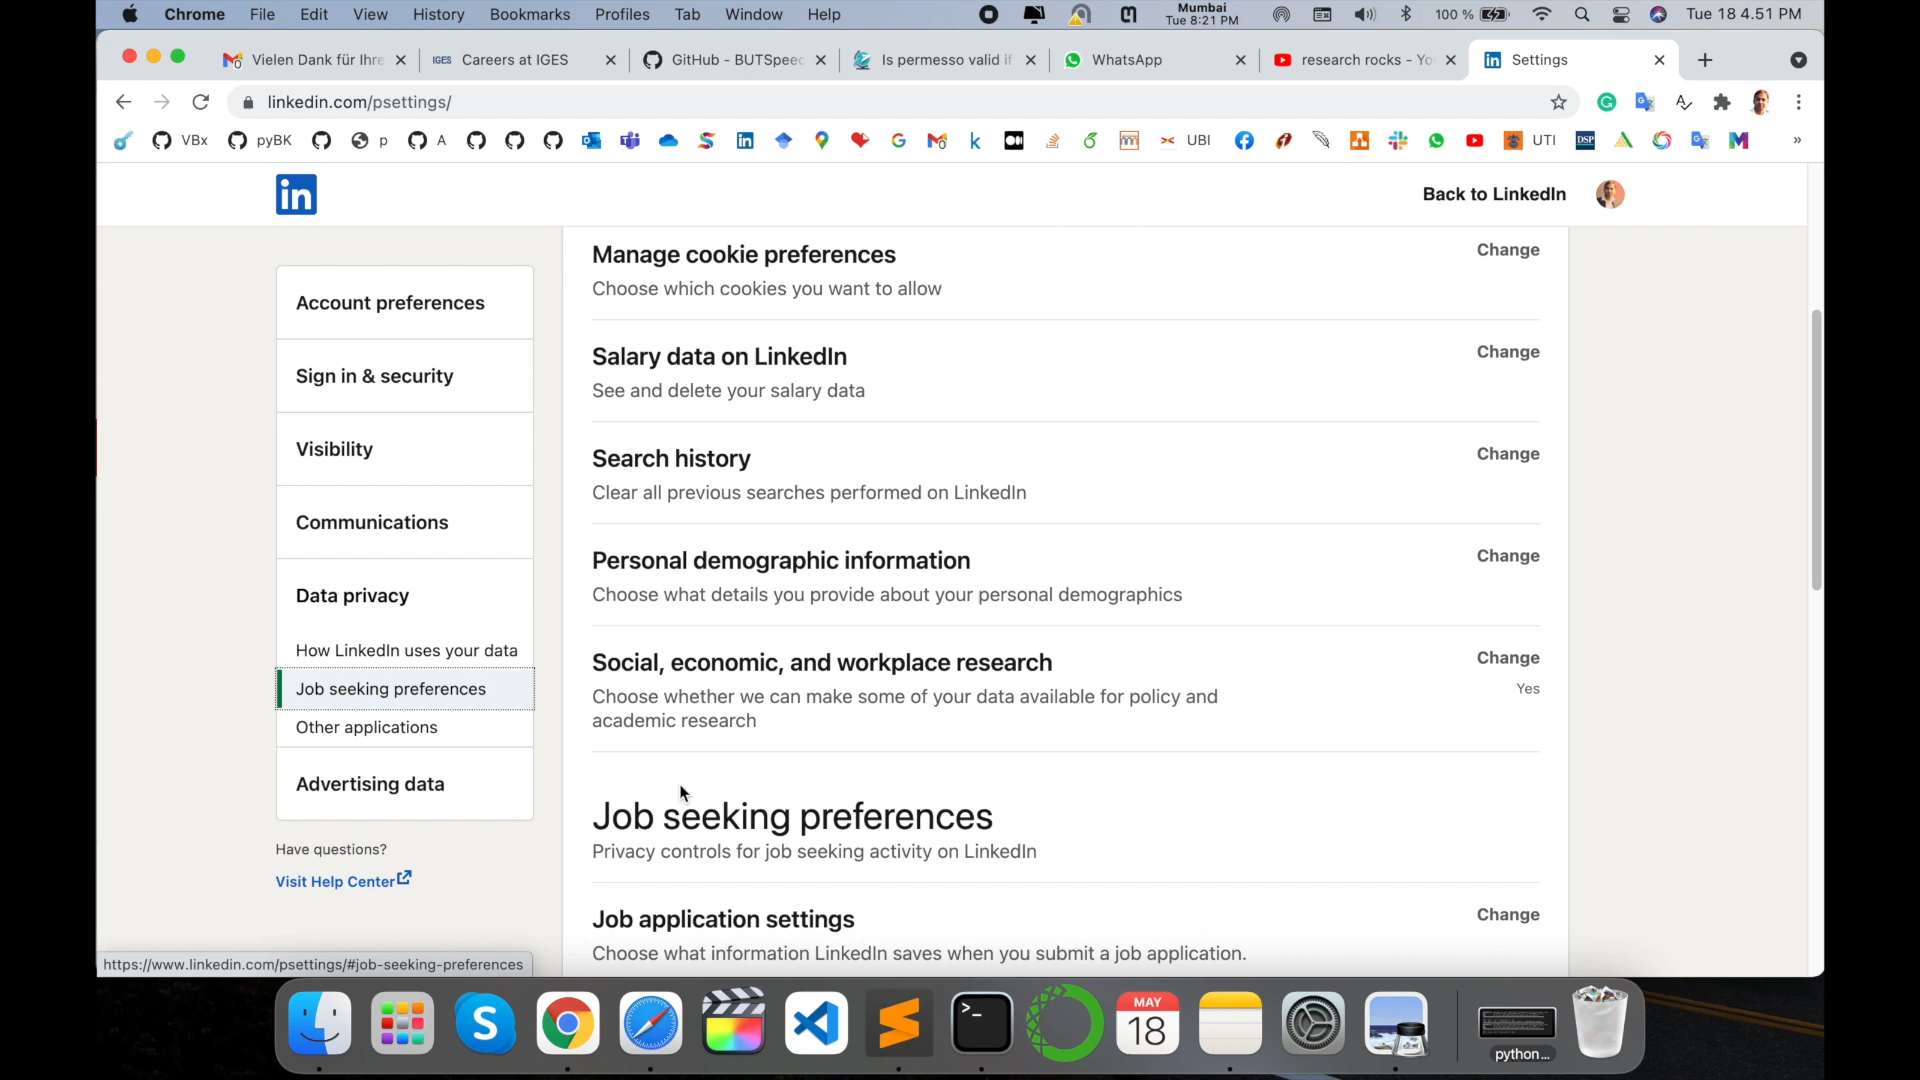 Chrome File Edit View History Bookmarks Profiles Tab Window Help
Mumbai
Tue 8:21 PM
100 %
Tue 18 4.51 PM
Vielen Dank für Ihre
IGES Careers at IGES
GitHub - BUTSpeec
Is permesso valid if
WhatsApp
research rocks - Yo
Settings
linkedin.com/psettings/
VBx pyBK p A k UBI UTI DSP »
in
Back to LinkedIn
Account preferences
Sign in & security
Visibility
Communications
Data privacy
How LinkedIn uses your data
Job seeking preferences
Other applications
Advertising data
Have questions?
Visit Help Center
Manage cookie preferences
Change
Choose which cookies you want to allow
Salary data on LinkedIn
Change
See and delete your salary data
Search history
Change
Clear all previous searches performed on LinkedIn
Personal demographic information
Change
Choose what details you provide about your personal demographics
Social, economic, and workplace research
Change
Yes
Choose whether we can make some of your data available for policy and
academic research
Job seeking preferences
Privacy controls for job seeking activity on LinkedIn
Job application settings
Change
Choose what information LinkedIn saves when you submit a job application.
https://www.linkedin.com/psettings/#job-seeking-preferences
MAY
18
python...